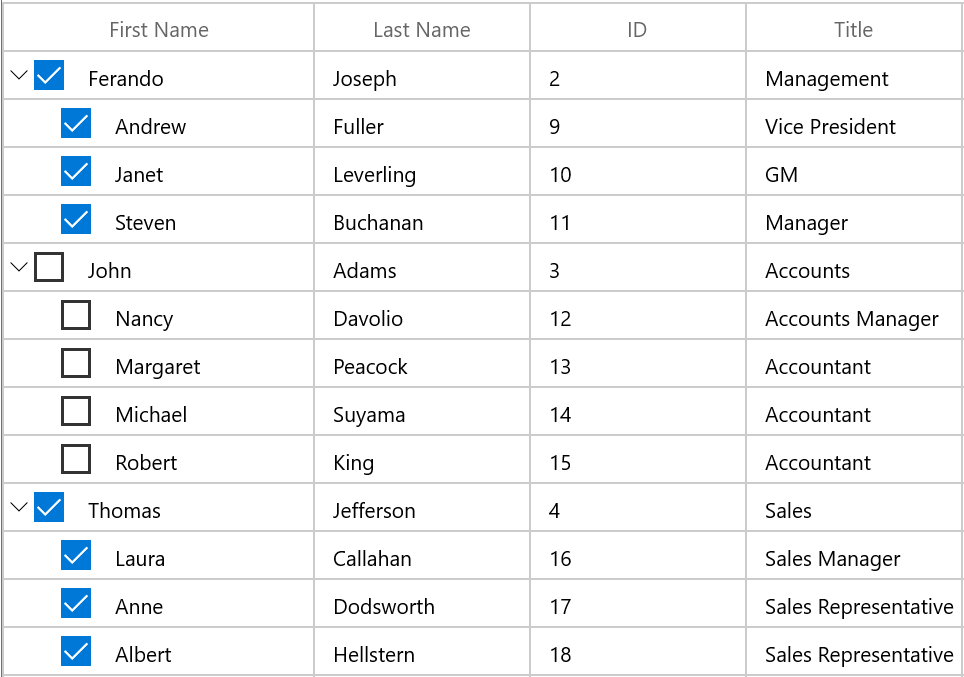 First Name Last Name ID Title
Ferando Joseph 2 Management
Andrew Fuller 9 Vice President
Janet Leverling 10 GM
Steven Buchanan 11 Manager
John Adams 3 Accounts
Nancy Davolio 12 Accounts Manager
Margaret Peacock 13 Accountant
Michael Suyama 14 Accountant
Robert King 15 Accountant
Thomas Jefferson 4 Sales
Laura Callahan 16 Sales Manager
Anne Dodsworth 17 Sales Representative
Albert Hellstern 18 Sales Representative